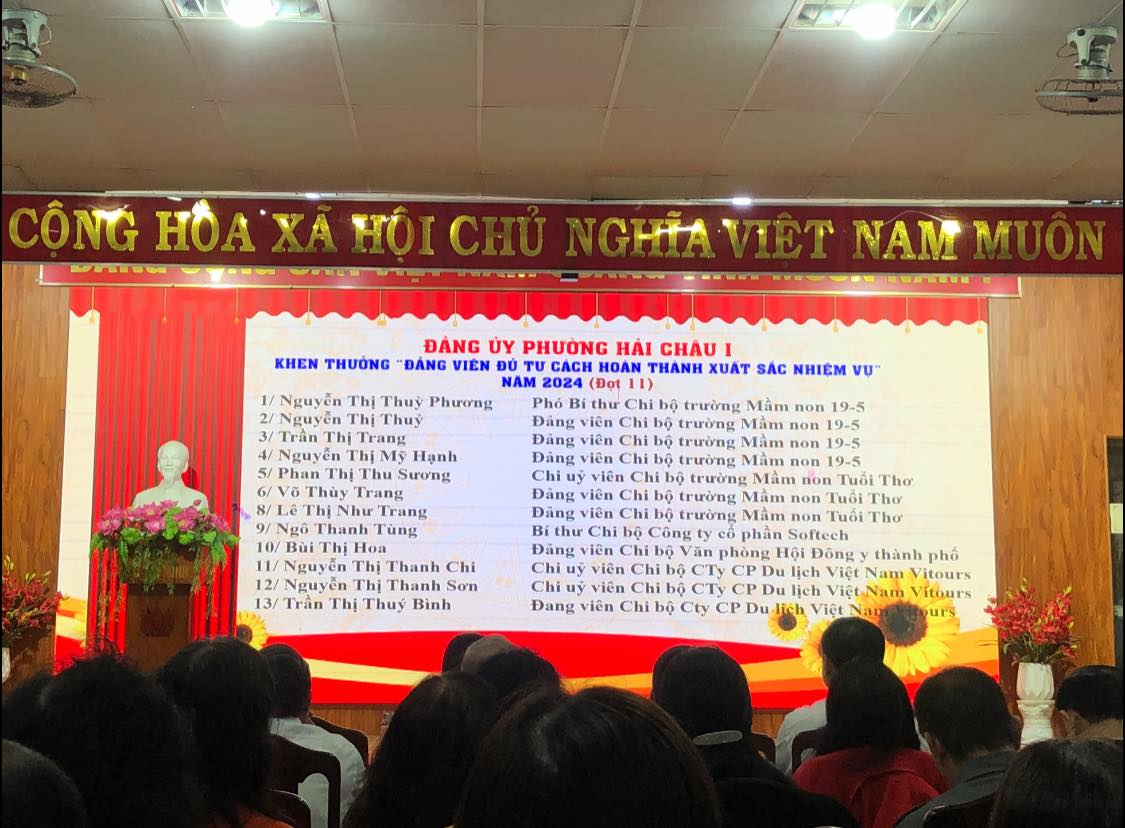 CỘNG HÒA XÃ HỘI CHỦ NGHĨA VIỆT NAM MUÔN
ĐẢNG CỘNG SẢN VIỆT NAM QUANG VINH MUÔN NĂM !
ĐẢNG ỦY PHƯỜNG HẢI CHÂU I
KHEN THƯỞNG "ĐẢNG VIÊN ĐỦ TƯ CÁCH HOÀN THÀNH XUẤT SẮC NHIỆM VỤ"
NĂM 2024 (Đợt 11)
1/ Nguyễn Thị Thuỳ Phương Phó Bí thư Chi bộ trường Mầm non 19-5
2/ Nguyễn Thị Thuỷ Đảng viên Chi bộ trường Mầm non 19-5
3/ Trần Thị Trang Đảng viên Chi bộ trường Mầm non 19-5
4/ Nguyễn Thị Mỹ Hạnh Đảng viên Chi bộ trường Mầm non 19-5
5/ Phan Thị Thu Sương Chi uỷ viên Chi bộ trường Mầm non Tuổi Thơ
6/ Võ Thùy Trang Đảng viên Chi bộ trường Mầm non Tuổi Thơ
8/ Lê Thị Như Trang Đảng viên Chi bộ trường Mầm non Tuổi Thơ
9/ Ngô Thanh Tùng Bí thư Chi bộ Công ty cổ phần Softech
10/ Bùi Thị Hoa Đảng viên Chi bộ Văn phòng Hội Đông y thành phố
11/ Nguyễn Thị Thanh Chi Chi uỷ viên Chi bộ CTy CP Du lịch Việt Nam Vitours
12/ Nguyễn Thị Thanh Sơn Chi uỷ viên Chi bộ CTy CP Du lịch Việt Nam Vitours
13/ Trần Thị Thuý Bình Đang viên Chi bộ Cty CP Du lịch Việt Nam Vitours